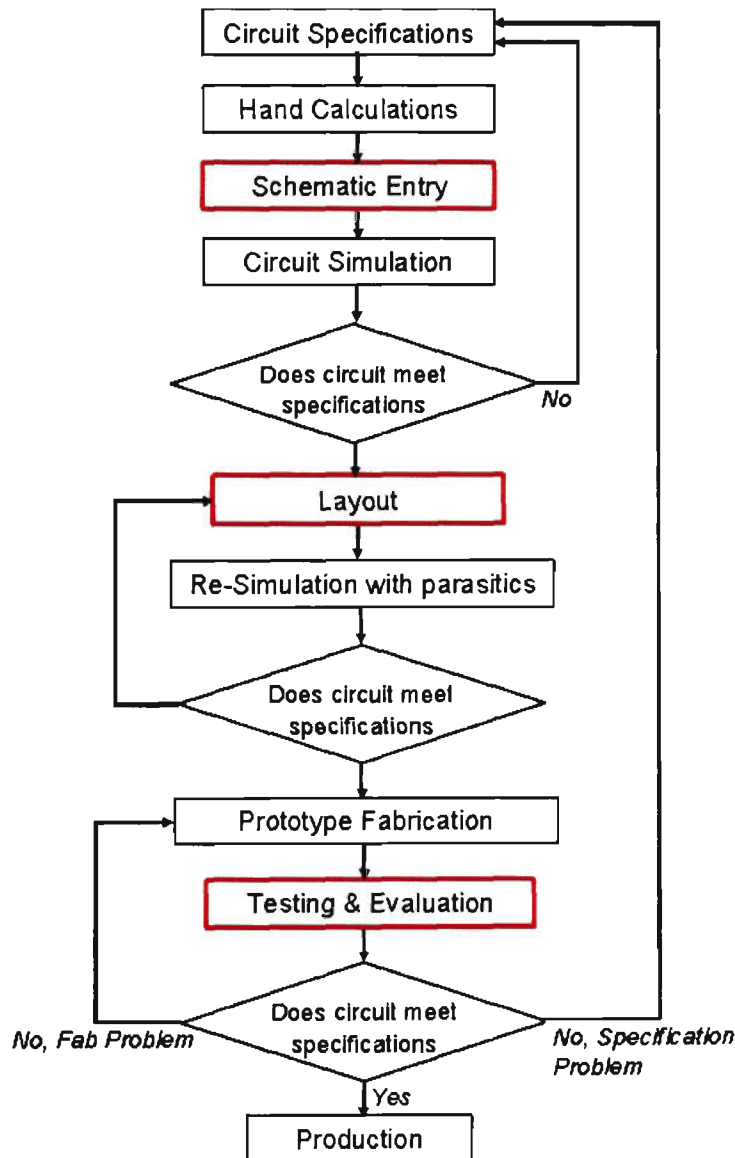 Circuit Specifications
Hand Calculations
Schematic Entry
Circuit Simulation
Does circuit meet
specifications
No
Layout
Re-Simulation with parasitics
Does circuit meet
specifications
Prototype Fabrication
Testing & Evaluation
Does circuit meet
specifications
No, Fab Problem
No, Specification
Problem
Yes
Production